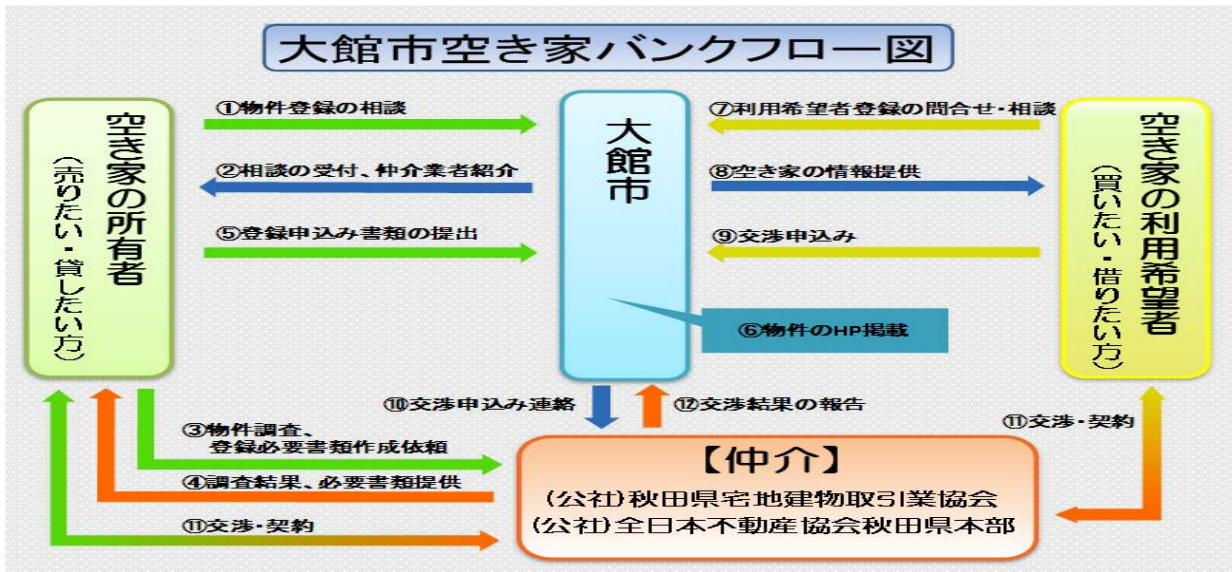 大館市空き家バンクフロー図
空き家の所有者
（売りたい・貸したい方）
①物件登録の相談
②相談の受付、仲介業者紹介
⑤登録申込み書類の提出
大館市
⑥物件のHP掲載
⑦利用希望者登録の問合せ・相談
⑧空き家の情報提供
⑨交渉申込み
空き家の利用希望者
（買いたい・借りたい方）
③物件調査、
登録必要書類作成依頼
④調査結果、必要書類提供
⑪交渉・契約
⑩交渉申込み連絡
⑫交渉結果の報告
⑪交渉・契約
【仲介】
(公社)秋田県宅地建物取引業協会
(公社)全日本不動産協会秋田県本部